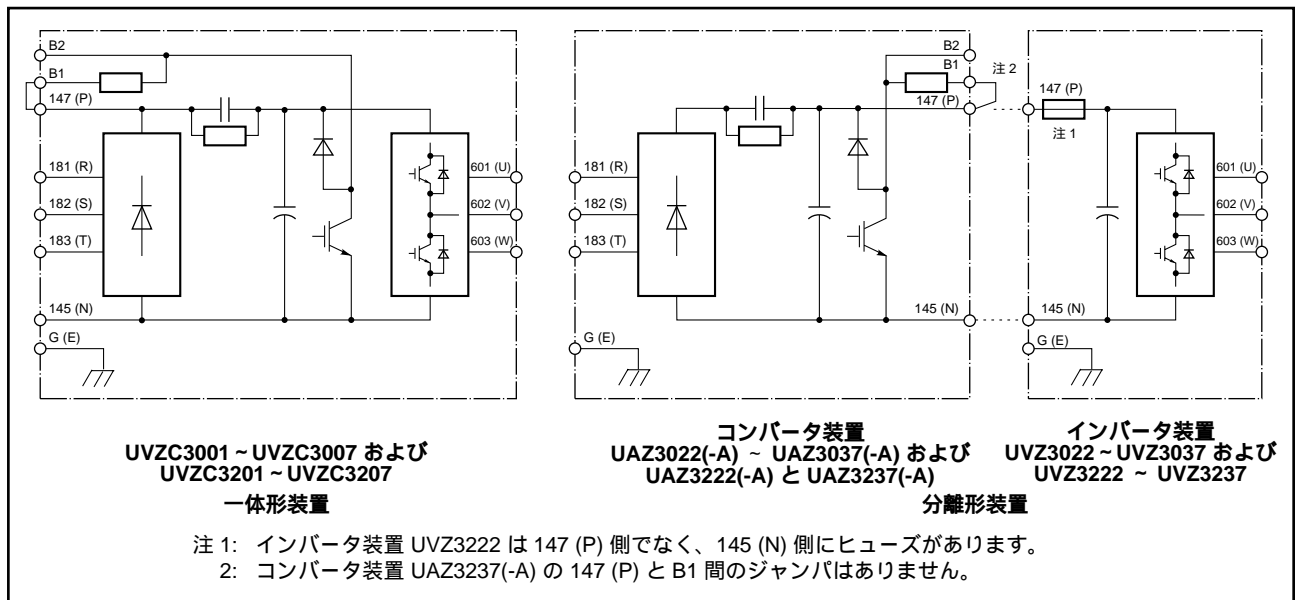 B2
B1
147 (P)
181 (R)
182 (S)
183 (T)
145 (N)
G (E)
601 (U)
602 (V)
603 (W)
UVZC3001 ~ UVZC3007 および
UVZC3201 ~ UVZC3207
一体形装置
B2
B1
注 2
147 (P)
181 (R)
182 (S)
183 (T)
145 (N)
G (E)
コンバータ装置
UAZ3022(-A) ~ UAZ3037(-A) および
UAZ3222(-A) と UAZ3237(-A)
147 (P)
注 1
601 (U)
602 (V)
603 (W)
145 (N)
G (E)
インバータ装置
UVZ3022 ~ UVZ3037 および
UVZ3222 ~ UVZ3237
分離形装置
注 1: インバータ装置 UVZ3222 は 147 (P) 側でなく、145 (N) 側にヒューズがあります。
2: コンバータ装置 UAZ3237(-A) の 147 (P) と B1 間のジャンパはありません。